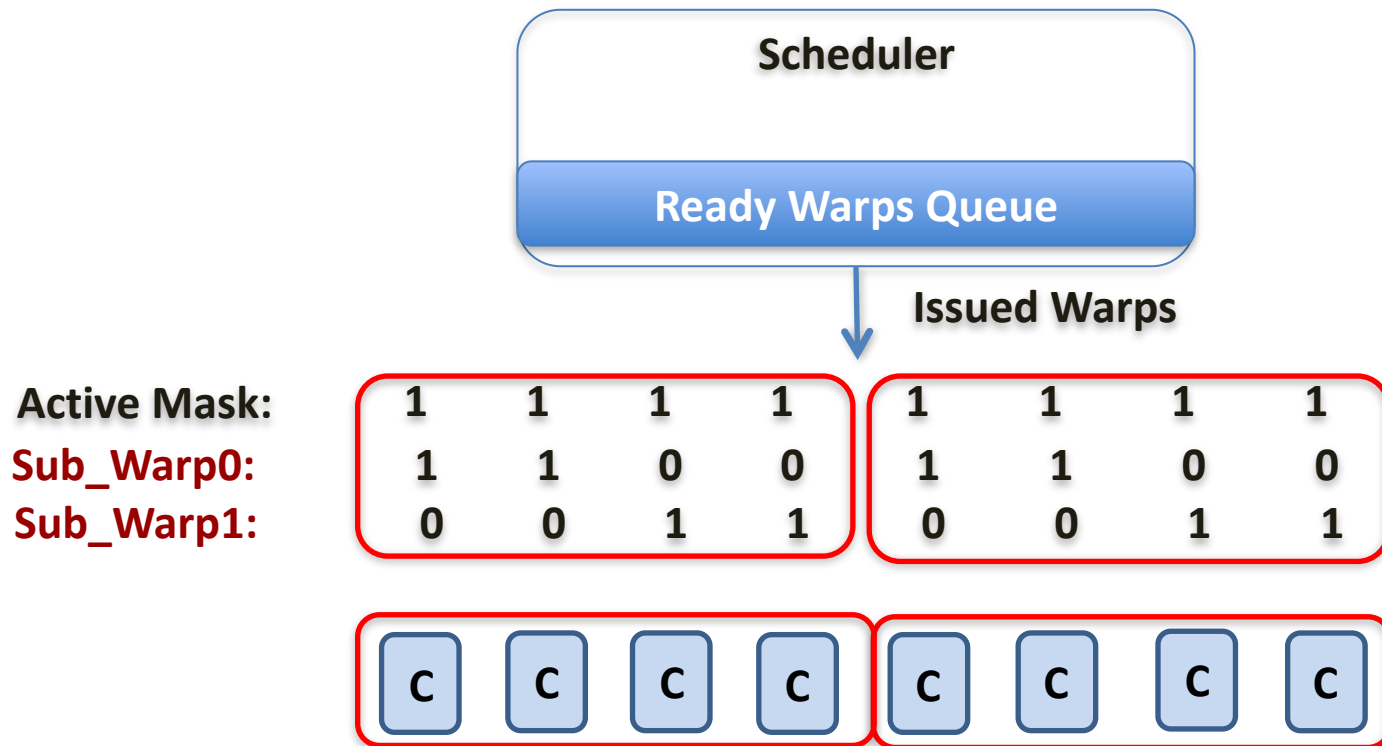 Scheduler
Ready Warps Queue
Issued Warps
Active Mask: 1 1 1 1 1 1 1 1
Sub_Warp0: 1 1 0 0 1 1 0 0
Sub_Warp1: 0 0 1 1 0 0 1 1
C C C C C C C C